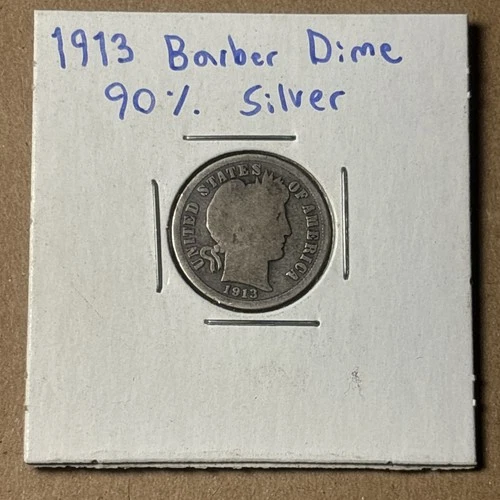 1913 Barber Dime
90% Silver
UNITED STATES OF AMERICA
1913